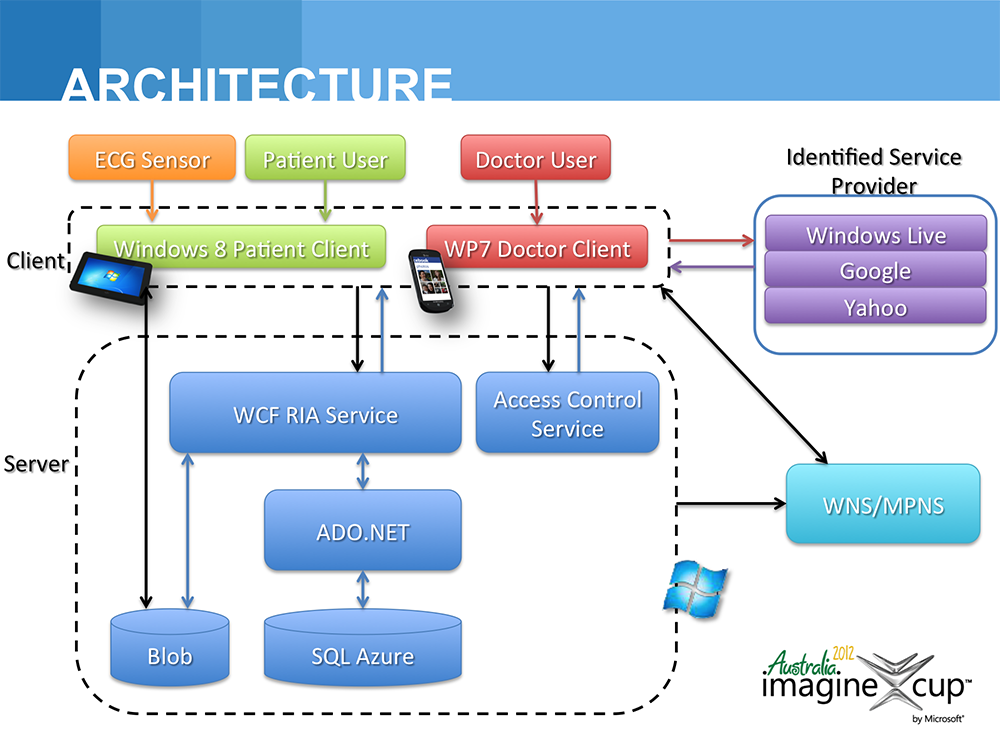 ARCHITECTURE
ECG Sensor
Patient User
Doctor User
Identified Service
Provider
Client
Windows 8 Patient Client
WP7 Doctor Client
Windows Live
Google
Yahoo
Server
WCF RIA Service
Access Control
Service
ADO.NET
WNS/MPNS
Blob
SQL Azure
Australia 2012
imagine cup™
by Microsoft®